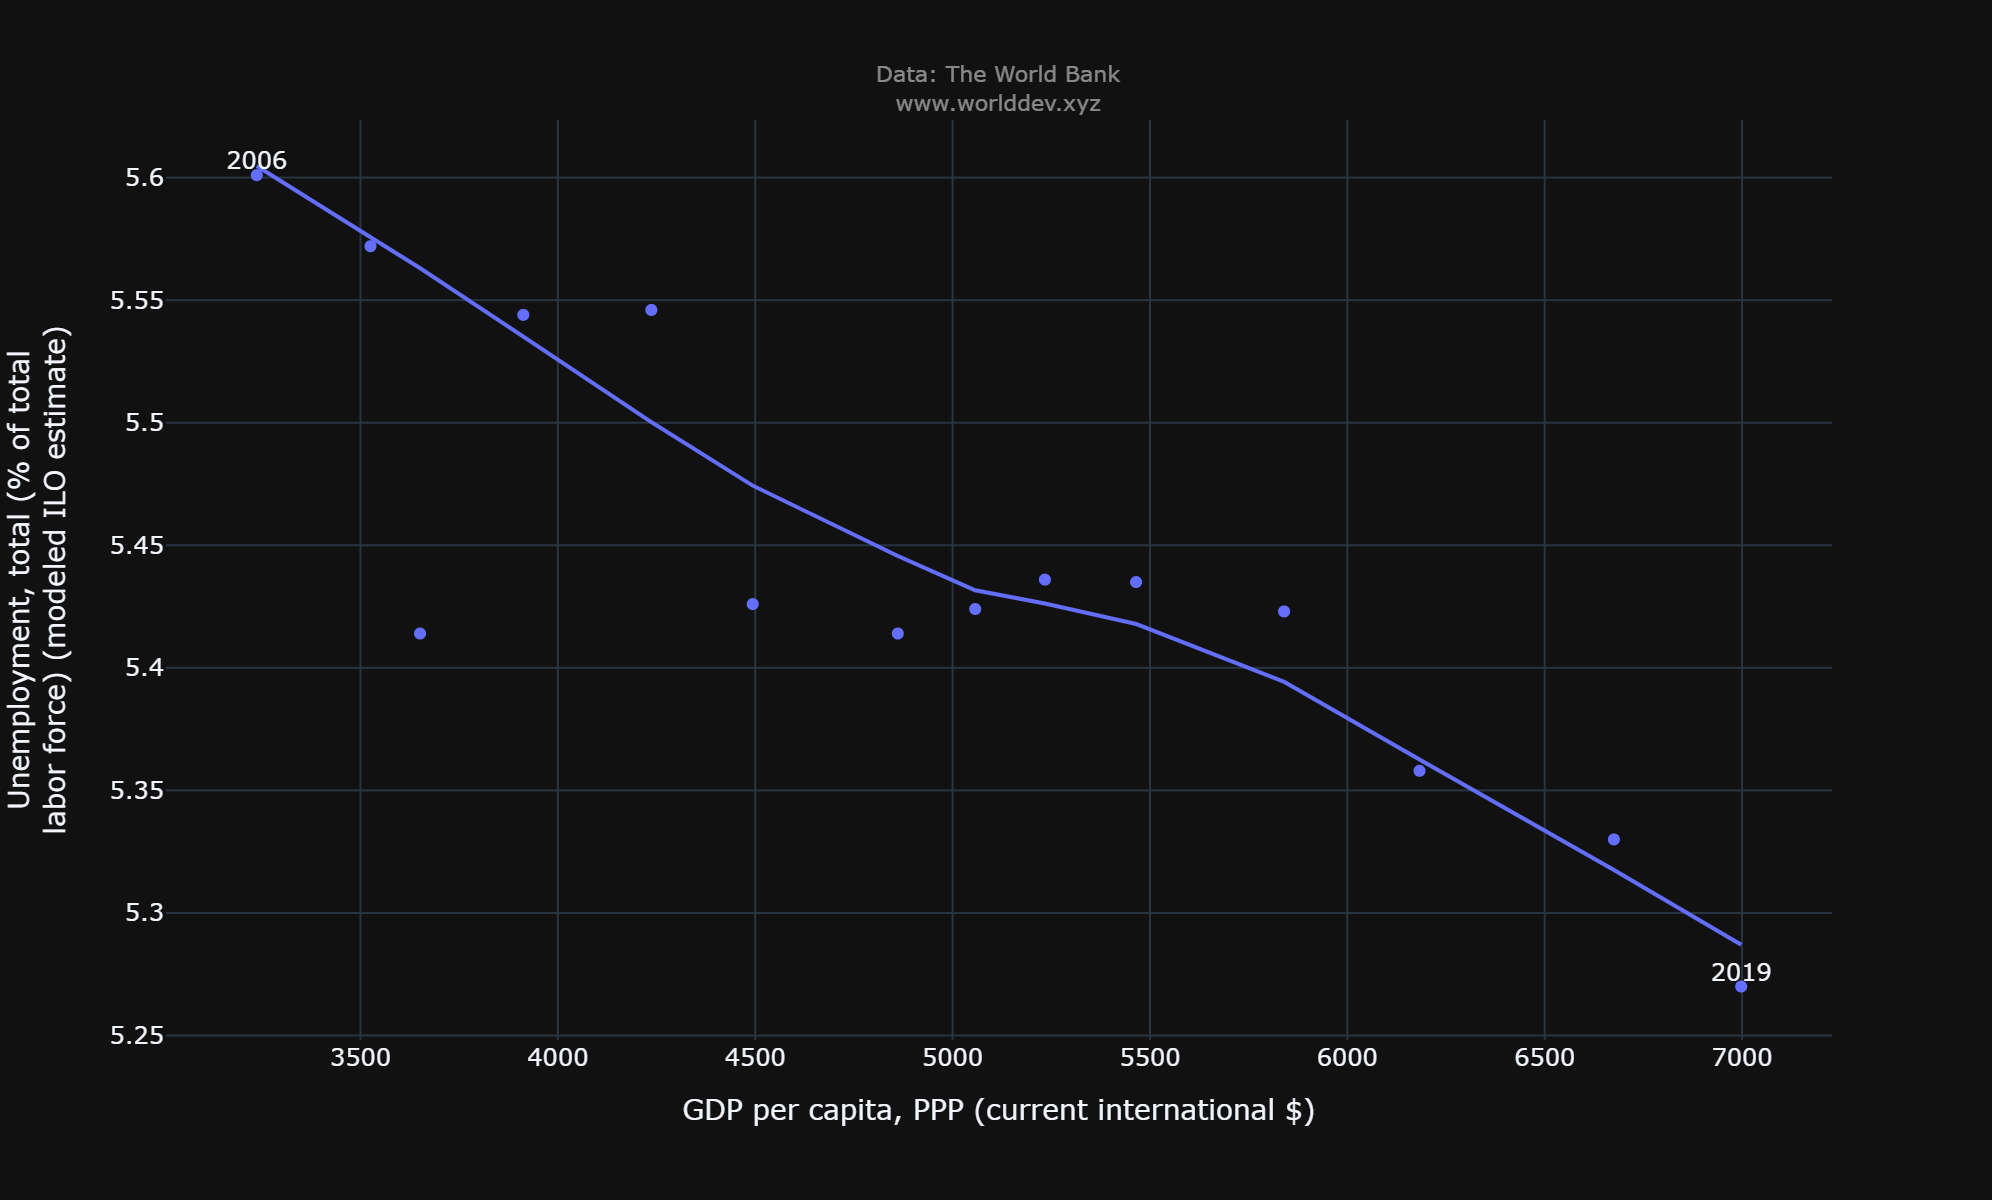 Data: The World Bank
www.worlddev.xyz
2006
5.6
5.55
5.5
5.45
5.4
5.35
5.3
5.25
Unemployment, total (% of total
labor force) (modeled ILO estimate)
2019
3500 4000 4500 5000 5500 6000 6500 7000
GDP per capita, PPP (current international $)